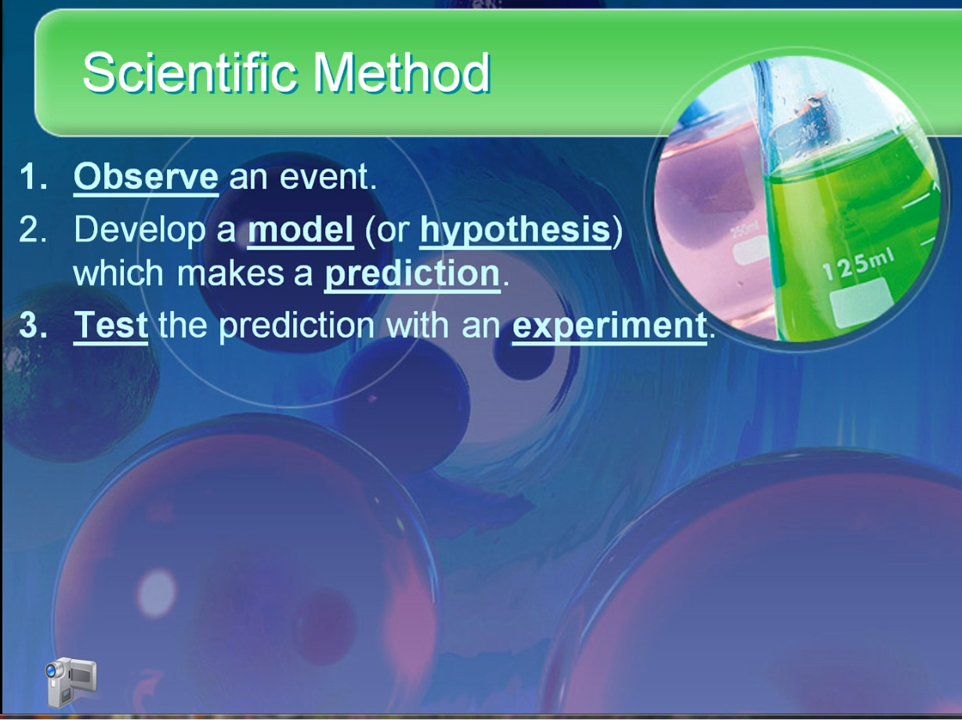 Scientific Method
1. Observe an event.
2. Develop a model (or hypothesis)
which makes a prediction.
3. Test the prediction with an experiment.
250ml
125ml